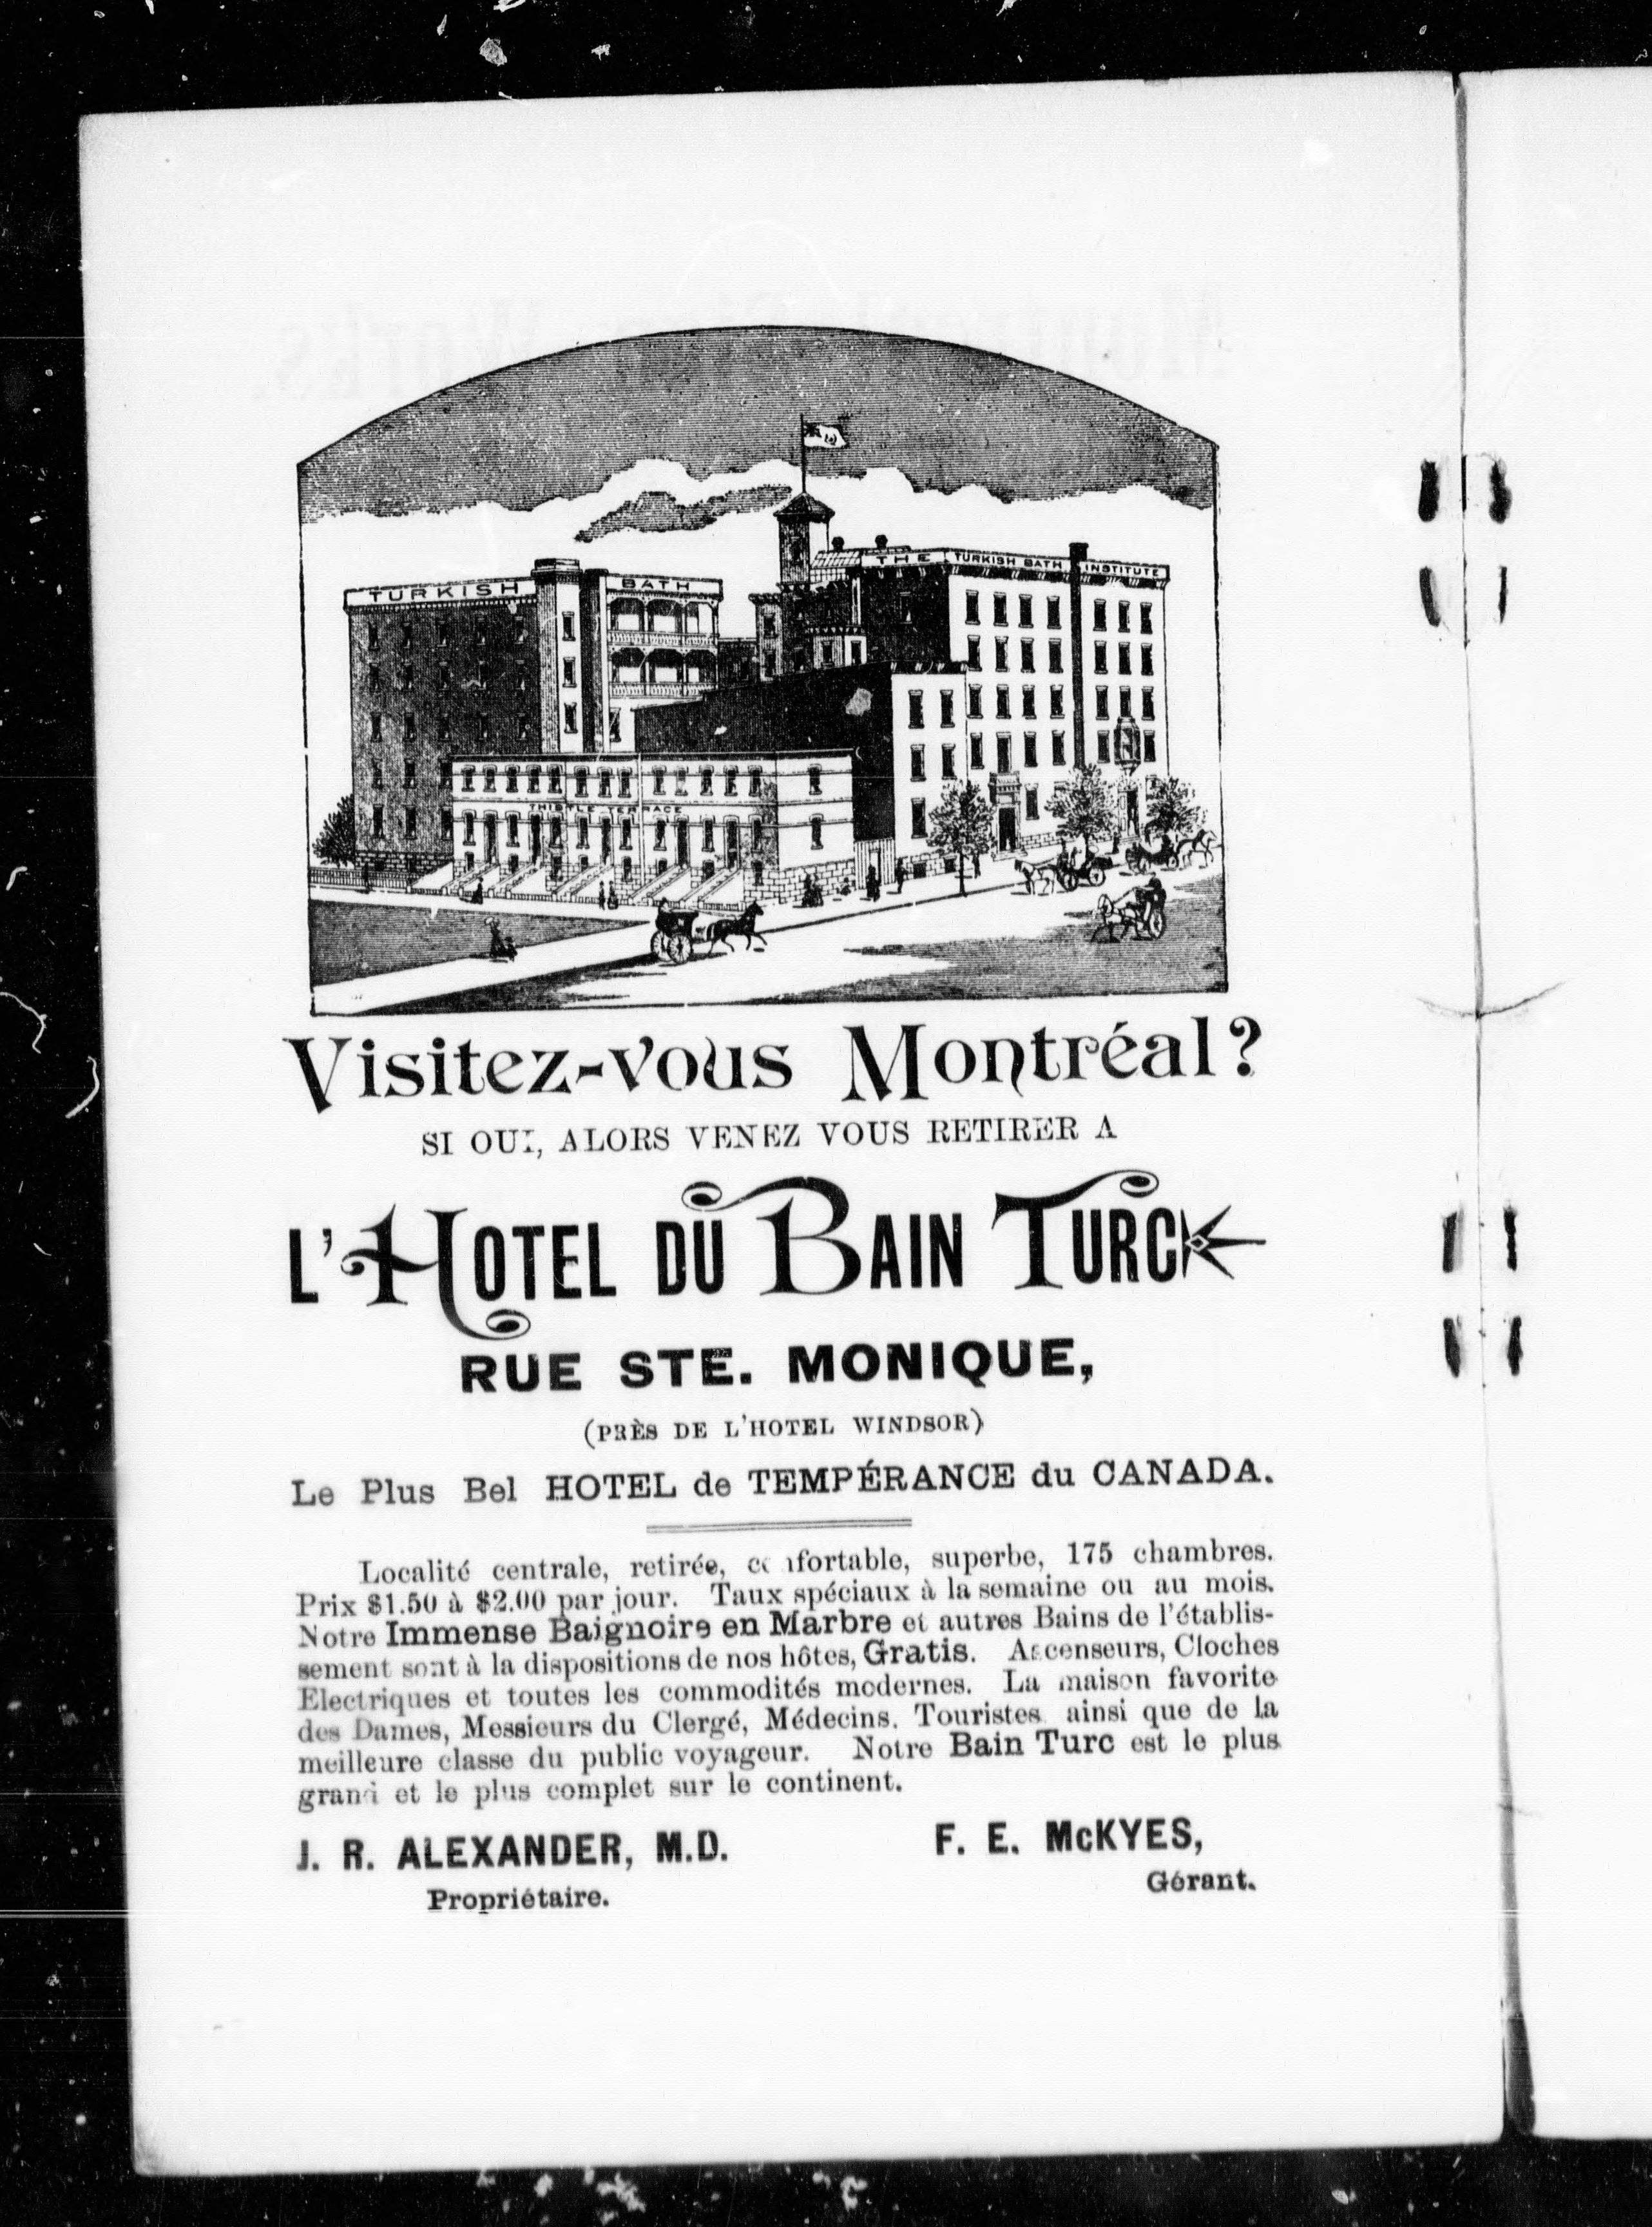 TURKISH BATH
THE TURKISH BATH INSTITUTE
THISTLE TERRACE
Visitez-vous Montréal?
SI OUI, ALORS VENEZ VOUS RETIRER A
L'HOTEL DU BAIN TURC
RUE STE. MONIQUE,
(PRÈS DE L'HOTEL WINDSOR)
Le Plus Bel HOTEL de TEMPÉRANCE du CANADA.
Localité centrale, retirée, confortable, superbe, 175 chambres.
Prix $1.50 à $2.00 par jour. Taux spéciaux à la semaine ou au mois.
Notre Immense Baignoire en Marbre et autres Bains de l'établis-
sement sont à la dispositions de nos hôtes, Gratis. Ascenseurs, Cloches
Electriques et toutes les commodités modernes. La maison favorite
des Dames, Messieurs du Clergé, Médecins. Touristes ainsi que de la
meilleure classe du public voyageur. Notre Bain Turc est le plus
grand et le plus complet sur le continent.
J. R. ALEXANDER, M.D. F. E. McKYES,
Propriétaire. Gérant.